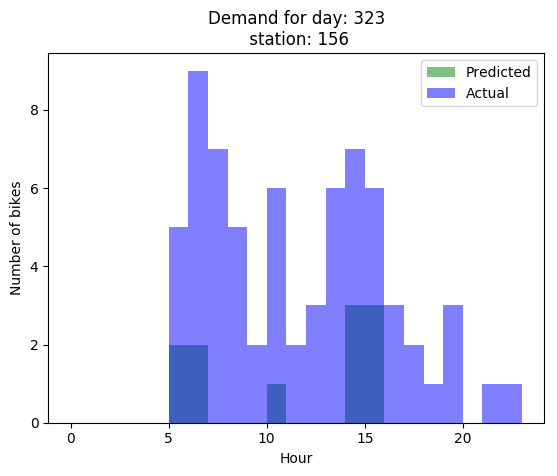 Demand for day: 323
station: 156
Predicted
Actual
Number of bikes
8
6
4
2
0
0
5
10
15
20
Hour